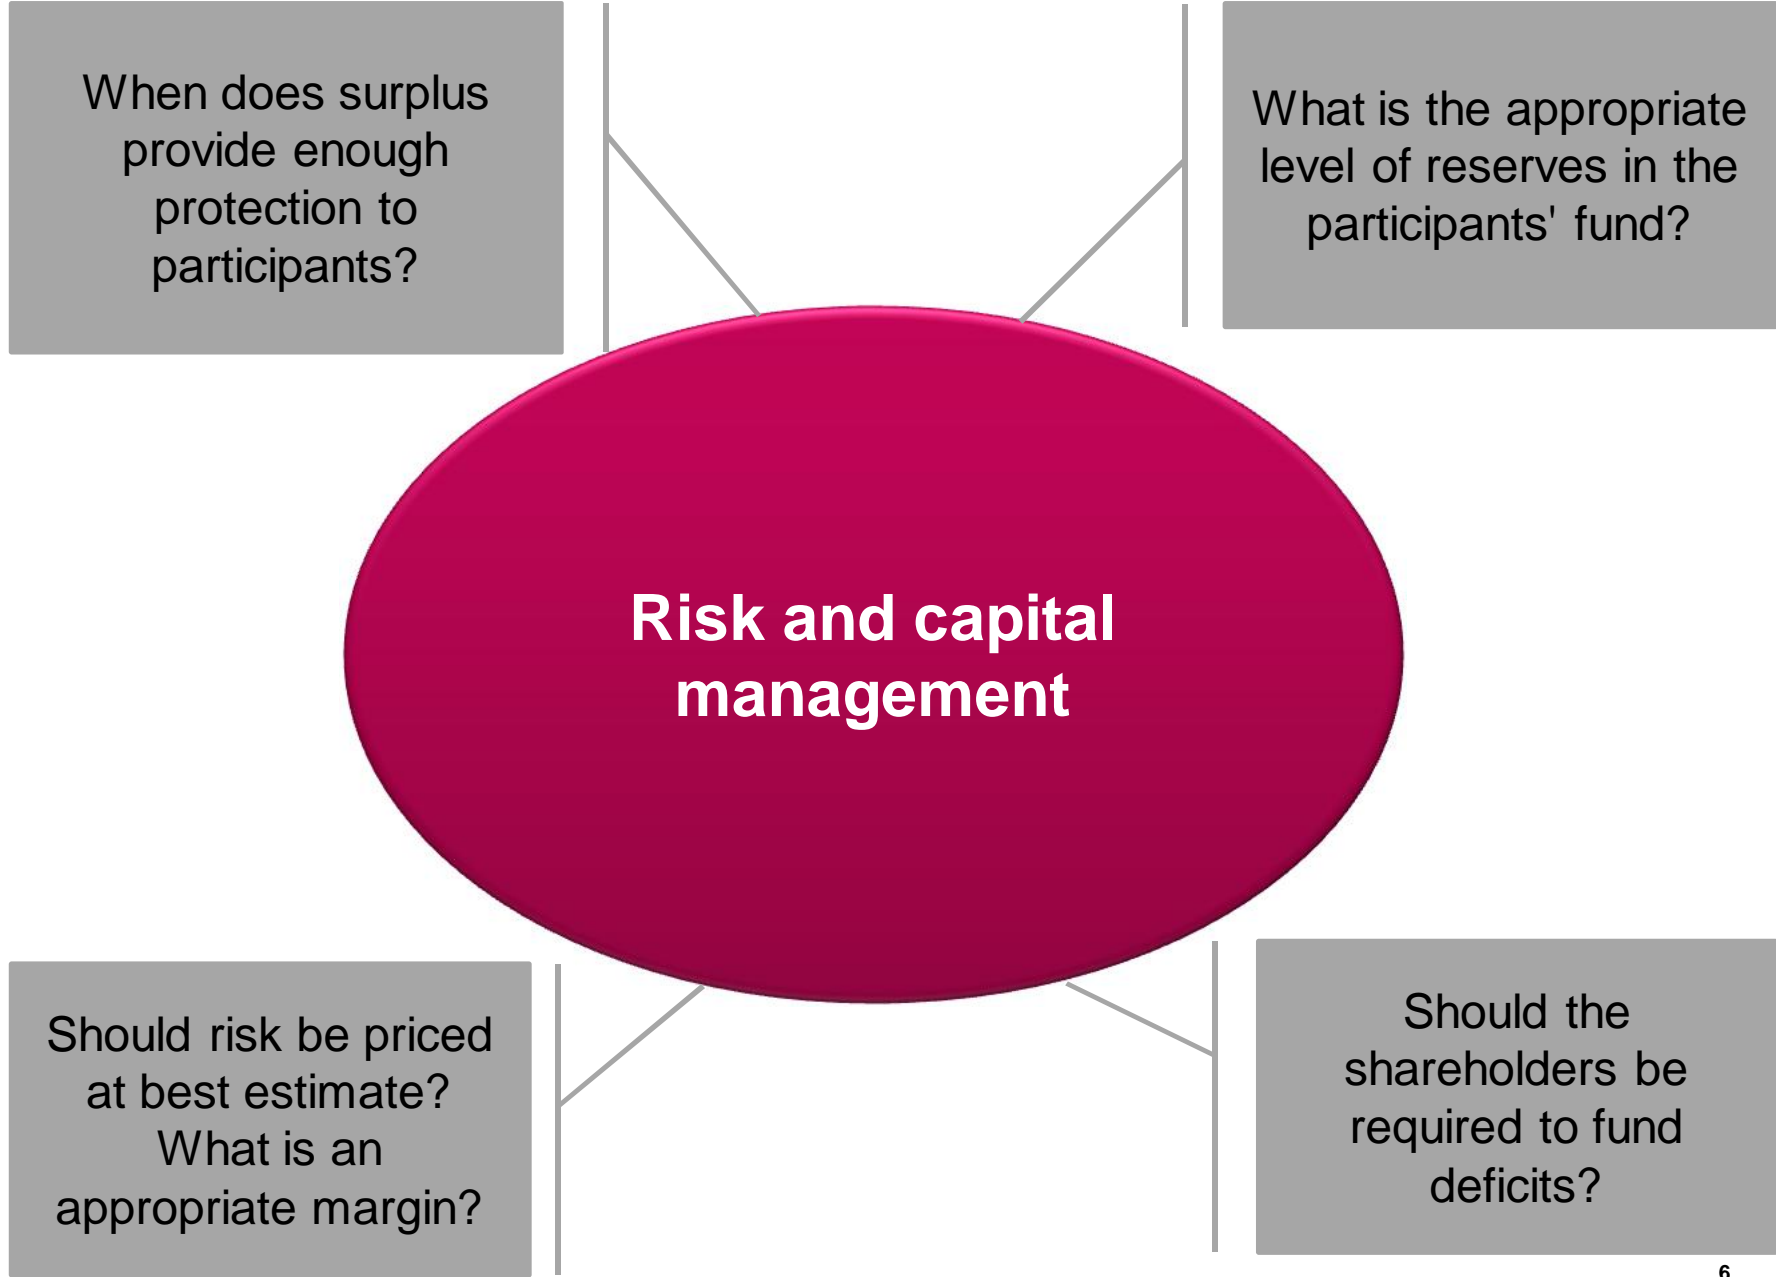 When does surplus
provide enough
protection to
participants?
What is the appropriate
level of reserves in the
participants' fund?
Risk and capital
management
Should risk be priced
at best estimate?
What is an
appropriate margin?
Should the
shareholders be
required to fund
deficits?
6